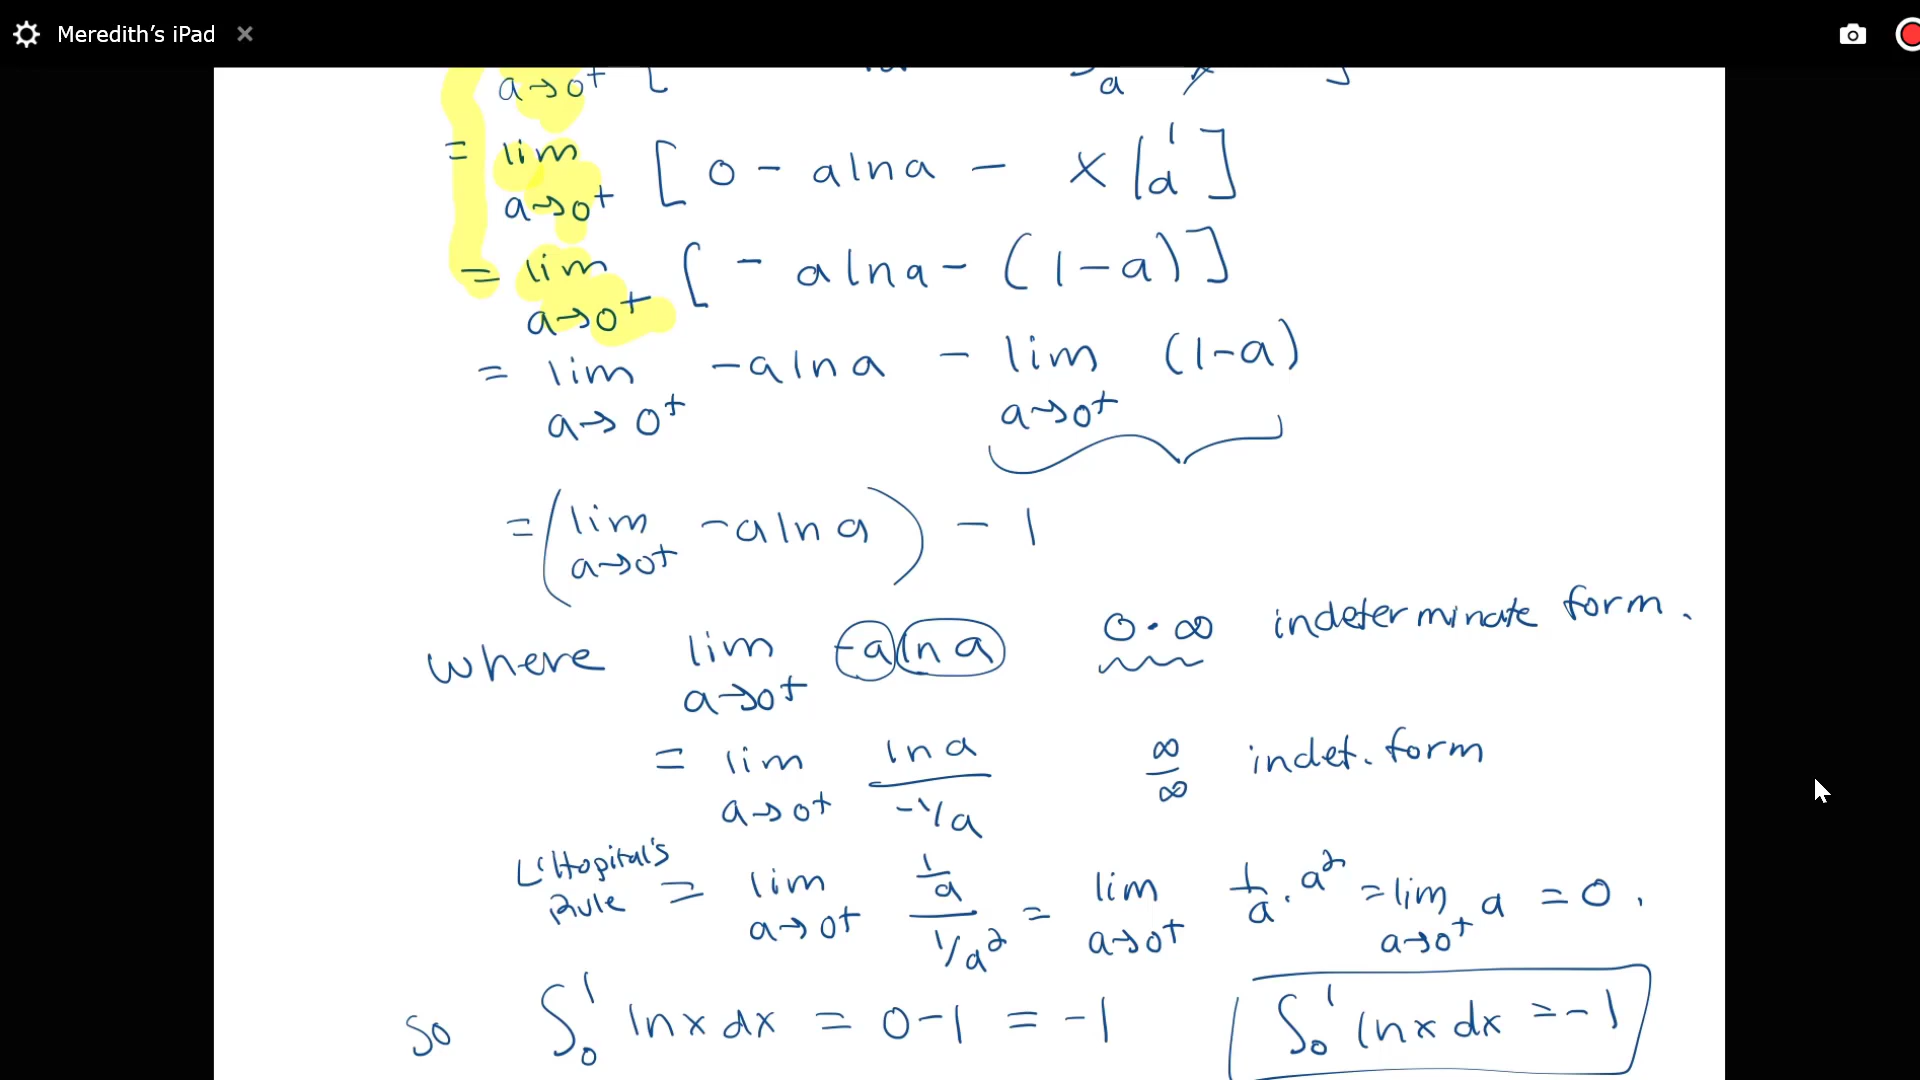 Meredith's iPad
a→0⁺ [ a x ]
= lim a→0⁺ [ 0 - a ln a - x |ₐ¹ ]
= lim a→0⁺ [ - a ln a - (1-a) ]
= lim a→0⁺ -a ln a - lim a→0⁺ (1-a)
= ( lim a→0⁺ -a ln a ) - 1
where lim a→0⁺ -a ln a 0·∞ indeterminate form.
= lim a→0⁺ ln a / -1/a ∞/∞ indet. form
L'Hopital's Rule = lim a→0⁺ 1/a / 1/a² = lim a→0⁺ 1/a · a² = lim a→0⁺ a = 0.
So ∫₀¹ ln x dx = 0-1 = -1 ∫₀¹ ln x dx = -1